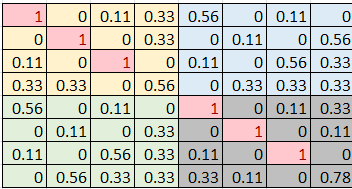 1 0 0.11 0.33 0.56 0 0.11 0
0 1 0 0.33 0 0.11 0 0.56
0.11 0 1 0 0.11 0 0.56 0.33
0.33 0.33 0 0.56 0 0.33 0.33 0.33
0.56 0 0.11 0 1 0 0.11 0.33
0 0.11 0 0.33 0 1 0 0.11
0.11 0 0.56 0.33 0.11 0 1 0
0 0.56 0.33 0.33 0.33 0.11 0 0.78